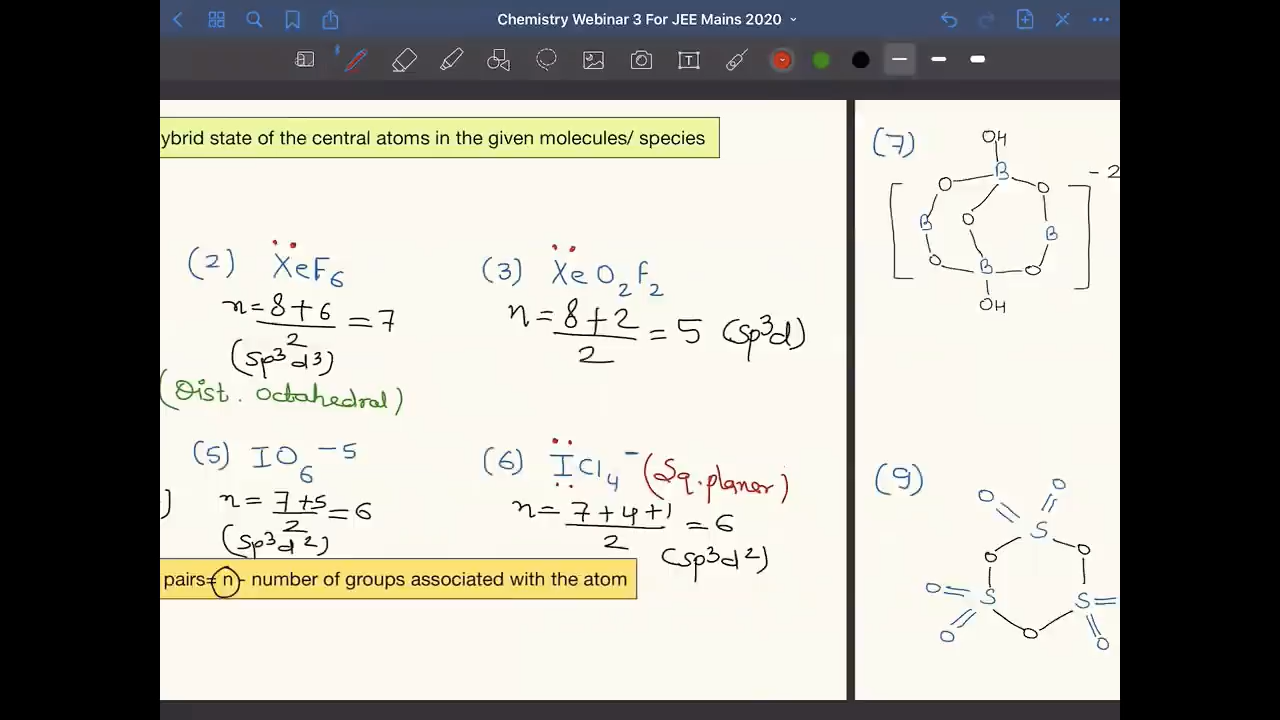 Chemistry Webinar 3 For JEE Mains 2020
T
ybrid state of the central atoms in the given molecules/ species
(2) XeF6
n = 8+6/2 = 7
(sp³d³)
(Dist. octahedral)
(3) XeO2F2
n = 8+2/2 = 5 (sp³d)
(5) IO6 −5
) n = 7+5/2 = 6
(sp³d²)
(6) ICl4 − (Sq. planar)
n = 7+4+1/2 = 6
(sp³d²)
pairs= n - number of groups associated with the atom
(7)
OH
B
− 2
O
O
B
O
B
O
B
O
OH
(9)
O
O
S
O
O
O
S
S
O
O
O